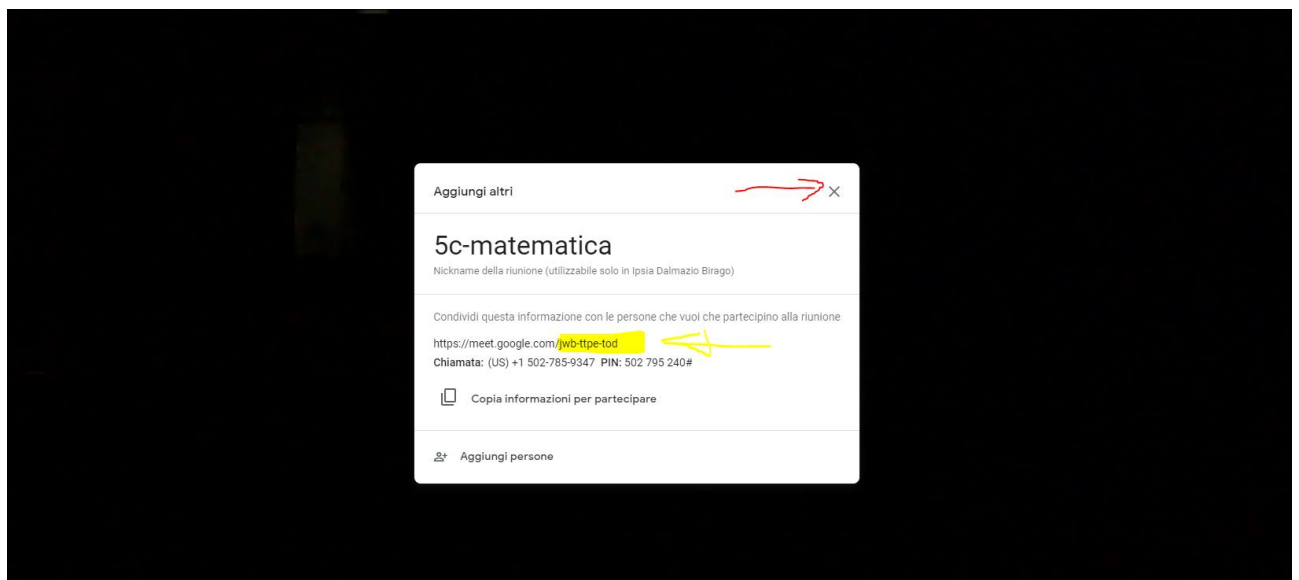 Aggiungi altri
5c-matematica
Nickname della riunione (utilizzabile solo in Ipsia Dalmazio Birago)
Condividi questa informazione con le persone che vuoi che partecipino alla riunione
https://meet.google.com/jwb-ttpe-tod
Chiamata: (US) +1 502-785-9347 PIN: 502 795 240#
Copia informazioni per partecipare
Aggiungi persone